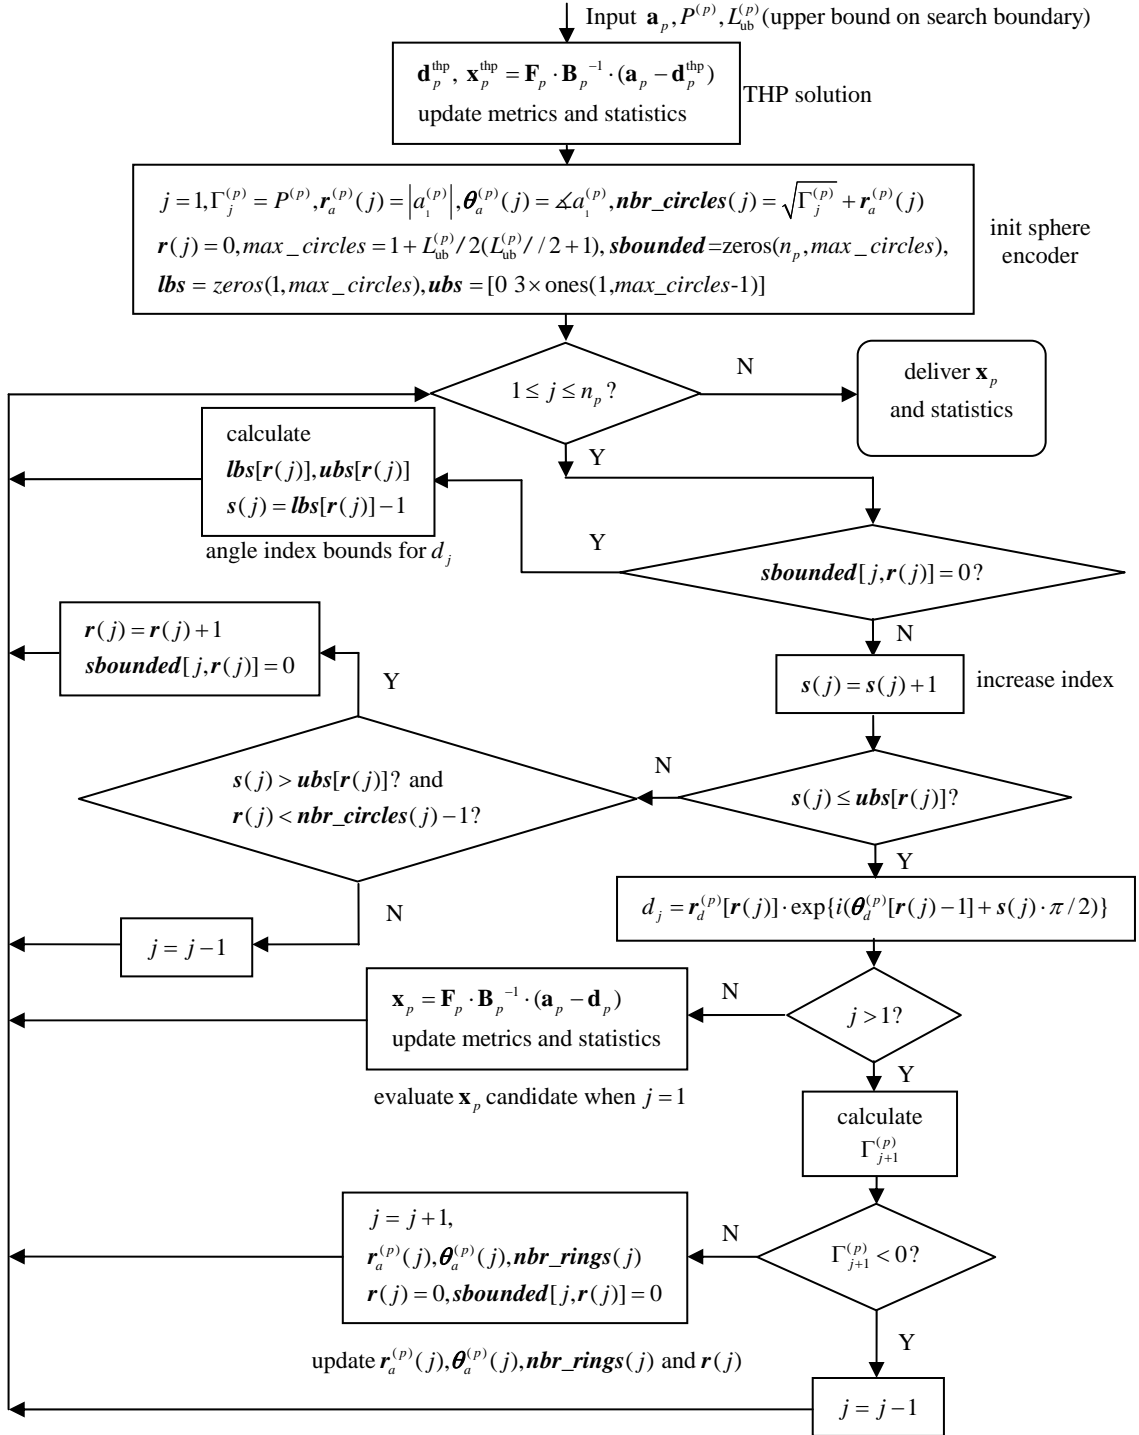 Input a_p, P^(p), L_ub^(p) (upper bound on search boundary)
d_p^thp, x_p^thp = F_p · B_p^-1 · (a_p − d_p^thp)
update metrics and statistics
THP solution
j = 1, Γ_j^(p) = P^(p), r_a^(p)(j) = |a_1^(p)|, θ_a^(p)(j) = ∡a_1^(p), nbr_circles(j) = √Γ_j^(p) + r_a^(p)(j)
r(j) = 0, max_circles = 1 + L_ub^(p)/2(L_ub^(p)//2+1), sbounded = zeros(n_p, max_circles),
lbs = zeros(1, max_circles), ubs = [0 3×ones(1, max_circles-1)]
init sphere
encoder
1 ≤ j ≤ n_p?
N
deliver x_p
and statistics
Y
calculate
lbs[r(j)], ubs[r(j)]
s(j) = lbs[r(j)] − 1
angle index bounds for d_j
Y
sbounded[j, r(j)] = 0?
N
r(j) = r(j) + 1
sbounded[j, r(j)] = 0
Y
s(j) = s(j) + 1
increase index
s(j) > ubs[r(j)]? and
r(j) < nbr_circles(j) − 1?
N
s(j) ≤ ubs[r(j)]?
Y
N
d_j = r_d^(p)[r(j)] · exp{i(θ_d^(p)[r(j) − 1] + s(j) · π / 2)}
j = j − 1
x_p = F_p · B_p^-1 · (a_p − d_p)
update metrics and statistics
N
j > 1?
evaluate x_p candidate when j = 1
Y
calculate
Γ_j+1^(p)
j = j + 1,
r_a^(p)(j), θ_a^(p)(j), nbr_rings(j)
r(j) = 0, sbounded[j, r(j)] = 0
N
Γ_j+1^(p) < 0?
Y
update r_a^(p)(j), θ_a^(p)(j), nbr_rings(j) and r(j)
j = j − 1